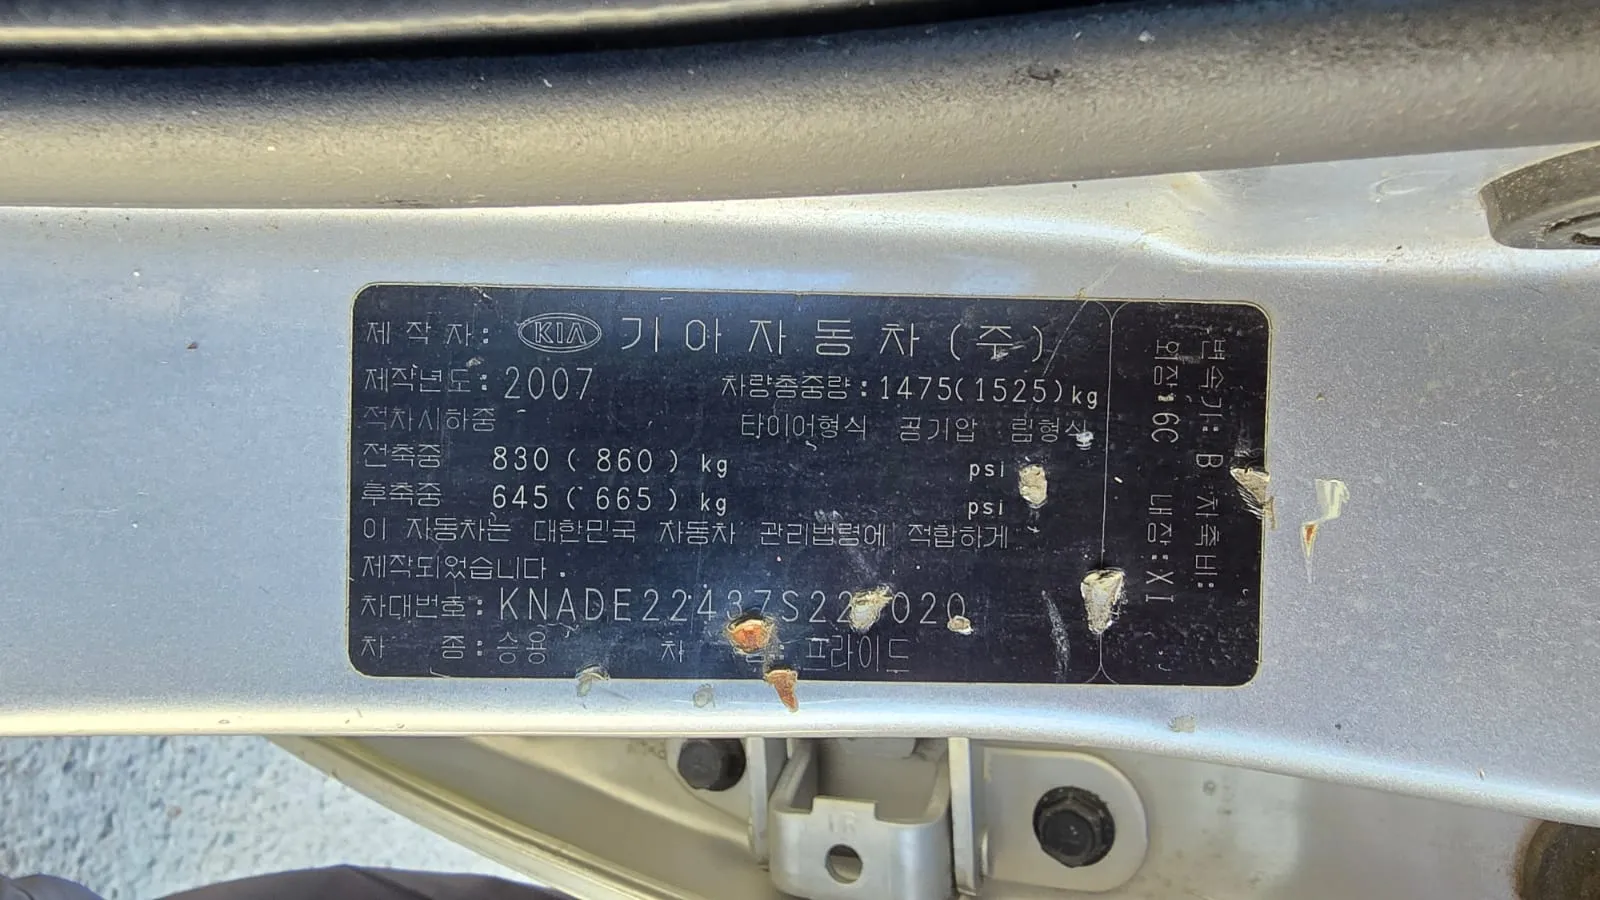 제 작 자: KIA 기아자동차(주)
제작년도: 2007 차량총중량: 1475(1525)kg
적차시하중 타이어형식 공기압 림형식
전축중 830 ( 860 ) kg psi
후축중 645 ( 665 ) kg psi
이 자동차는 대한민국 자동차 관리법령에 적합하게
제작되었습니다.
차대번호:
차 종: 승용 차 프라이드
변속기: B 차축비:
외장: 6C 내장: XI